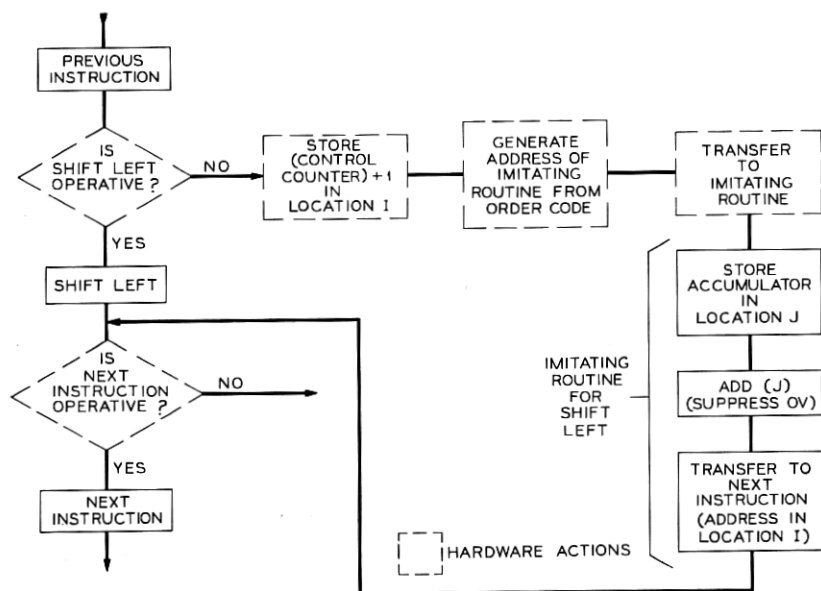 PREVIOUS
INSTRUCTION
IS
SHIFT LEFT
OPERATIVE?
NO
YES
STORE
(CONTROL
COUNTER)+1
IN
LOCATION I
GENERATE
ADDRESS OF
IMITATING
ROUTINE FROM
ORDER CODE
TRANSFER
TO
IMITATING
ROUTINE
SHIFT LEFT
IS
NEXT
INSTRUCTION
OPERATIVE?
NO
YES
NEXT
INSTRUCTION
IMITATING
ROUTINE
FOR
SHIFT
LEFT
STORE
ACCUMULATOR
IN
LOCATION J
ADD (J)
(SUPPRESS OV)
TRANSFER TO
NEXT
INSTRUCTION
(ADDRESS IN
LOCATION I)
HARDWARE ACTIONS